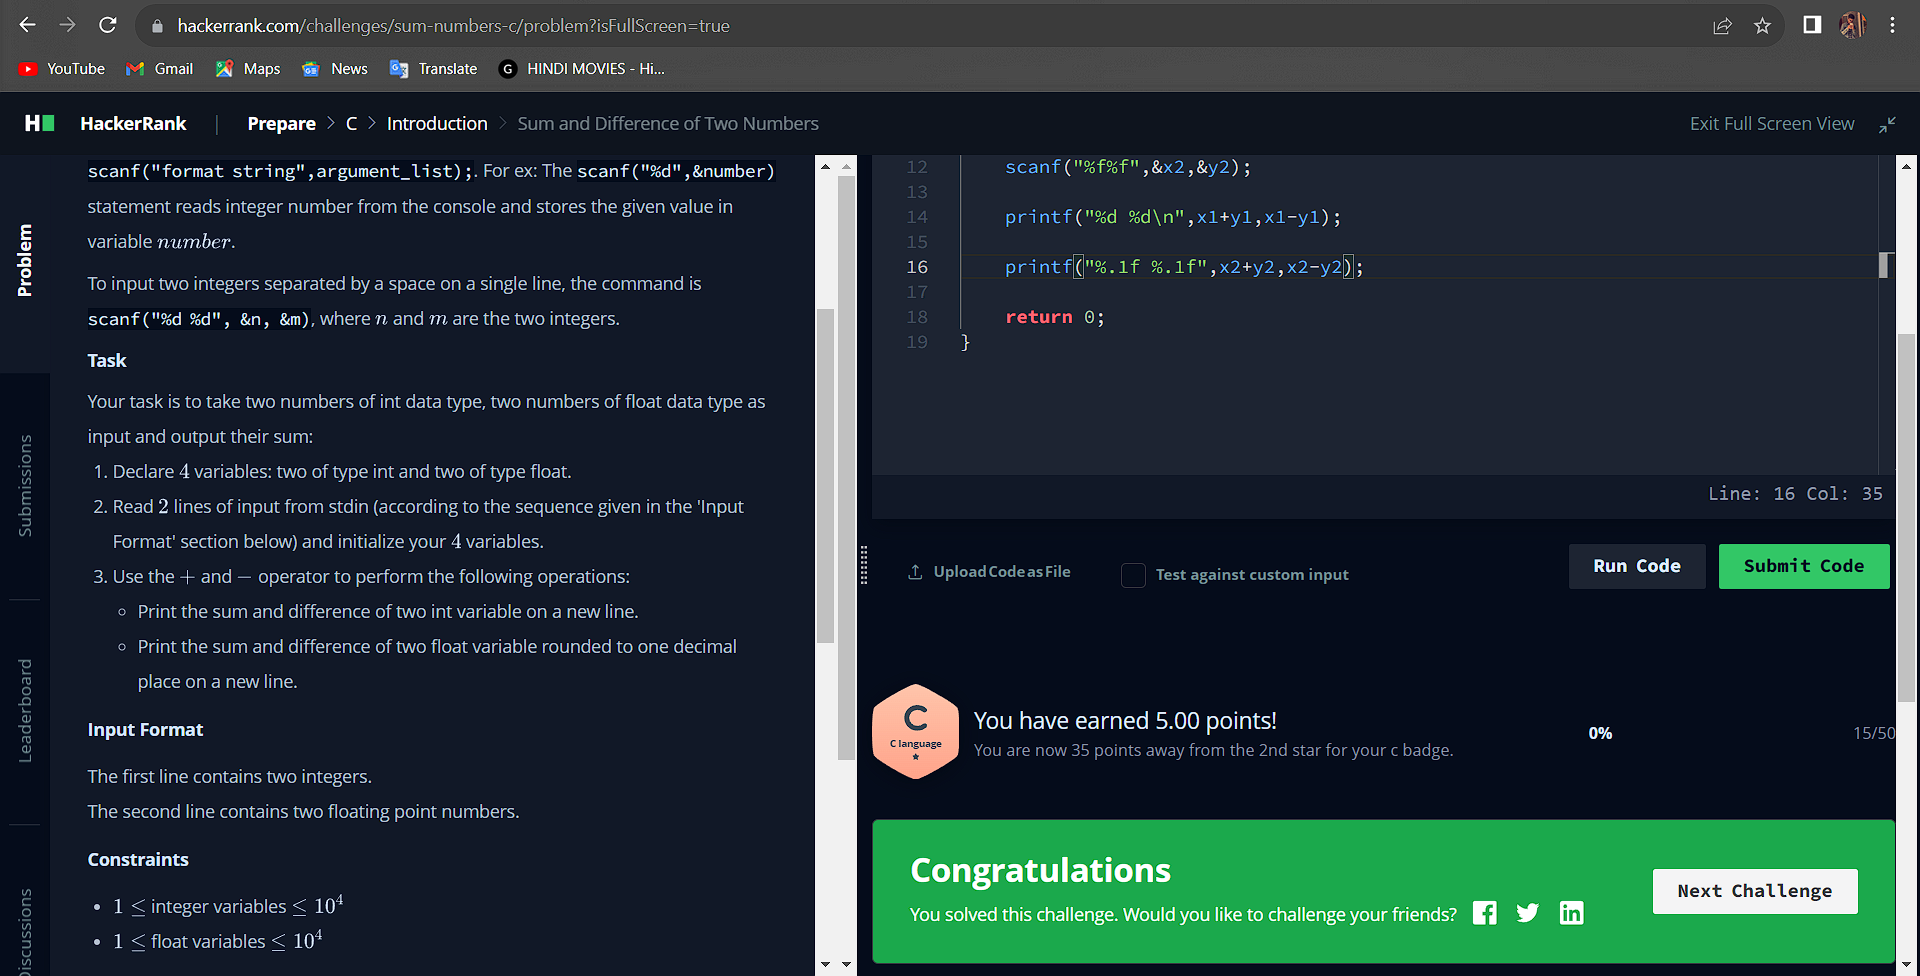 hackerrank.com/challenges/sum-numbers-c/problem?isFullScreen=true
YouTube Gmail Maps News Translate G HINDI MOVIES - Hi...
H HackerRank | Prepare > C > Introduction > Sum and Difference of Two Numbers Exit Full Screen View
Problem
Submissions
Leaderboard
Discussions
scanf("format string",argument_list);. For ex: The scanf("%d",&number)
statement reads integer number from the console and stores the given value in
variable number.
To input two integers separated by a space on a single line, the command is
scanf("%d %d", &n, &m), where n and m are the two integers.
Task
Your task is to take two numbers of int data type, two numbers of float data type as
input and output their sum:
1. Declare 4 variables: two of type int and two of type float.
2. Read 2 lines of input from stdin (according to the sequence given in the 'Input
Format' section below) and initialize your 4 variables.
3. Use the + and − operator to perform the following operations:
◦ Print the sum and difference of two int variable on a new line.
◦ Print the sum and difference of two float variable rounded to one decimal
place on a new line.
Input Format
The first line contains two integers.
The second line contains two floating point numbers.
Constraints
• 1 ≤ integer variables ≤ 10⁴
• 1 ≤ float variables ≤ 10⁴
12 scanf("%f%f",&x2,&y2);
13
14 printf("%d %d\n",x1+y1,x1-y1);
15
16 printf("%.1f %.1f",x2+y2,x2-y2);
17
18 return 0;
19 }
Line: 16 Col: 35
Upload Code as File Test against custom input Run Code Submit Code
C
C language
You have earned 5.00 points!
You are now 35 points away from the 2nd star for your c badge.
0% 15/50
Congratulations
You solved this challenge. Would you like to challenge your friends?
Next Challenge